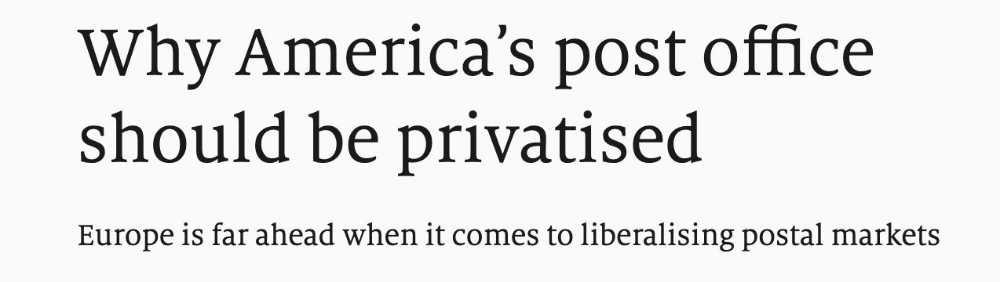 Why America’s post office
should be privatised
Europe is far ahead when it comes to liberalising postal markets